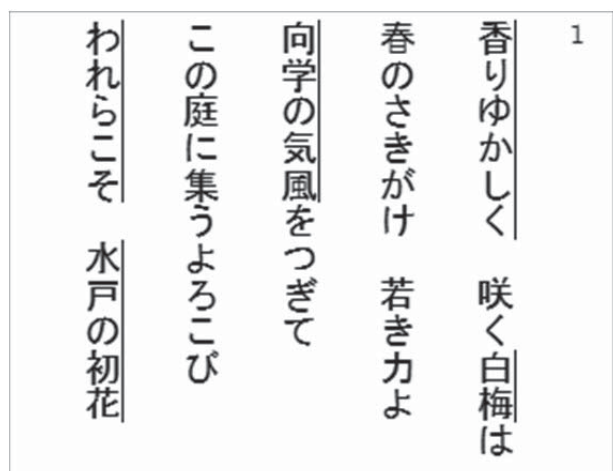 1
香りゆかしく　咲く白梅は
春のさきがけ　若き力よ
向学の気風をつぎて
この庭に集うよろこび
われらこそ　水戸の初花